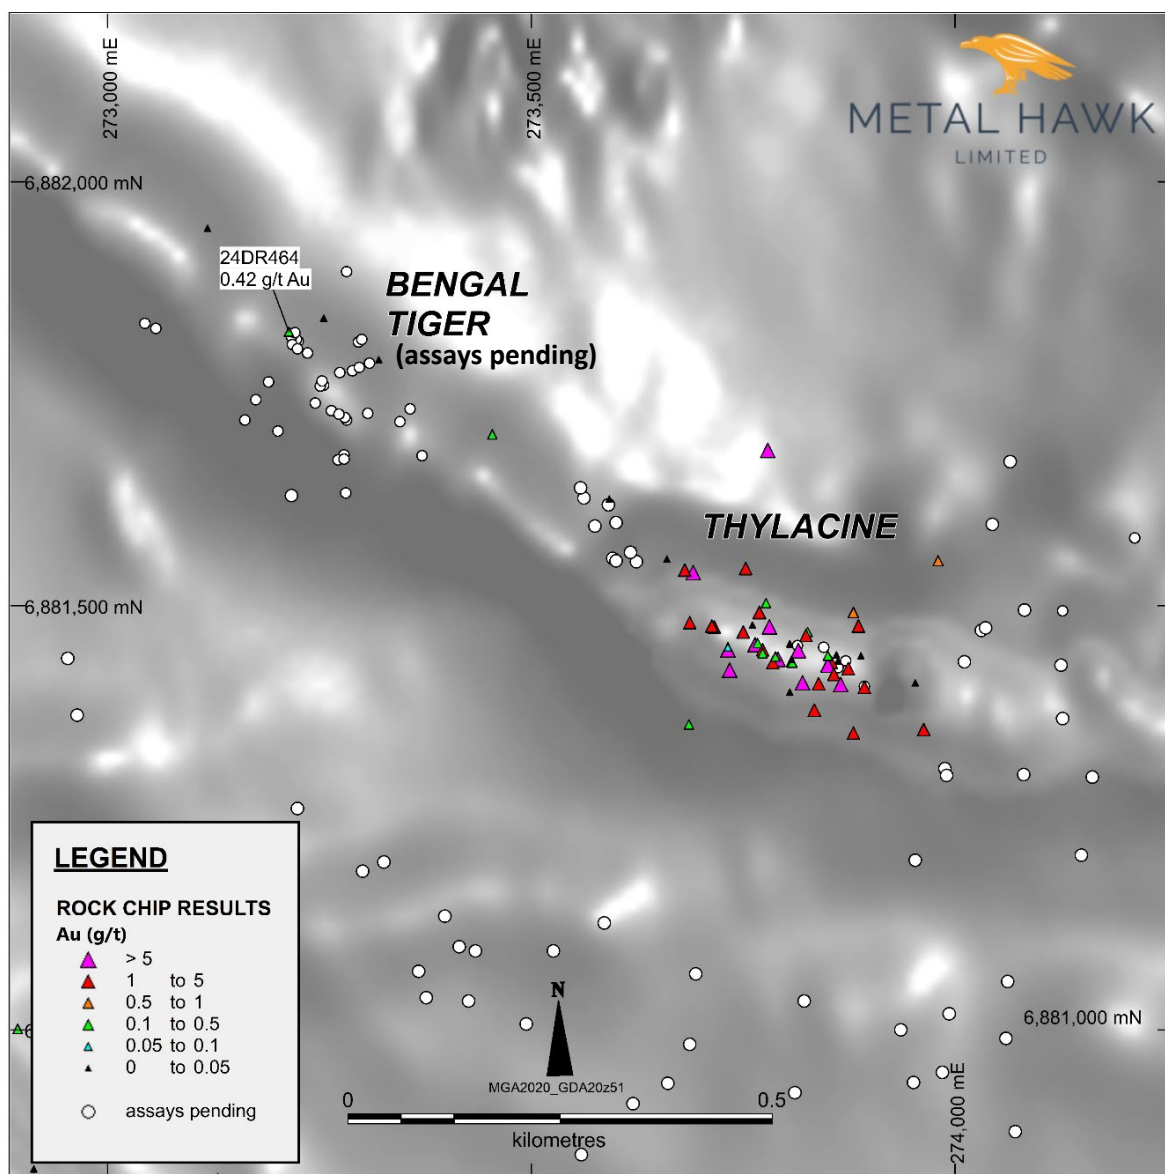 273,000 mE
273,500 mE
METAL HAWK
LIMITED
6,882,000 mN
24DR464
0.42 g/t Au
BENGAL
TIGER
(assays pending)
THYLACINE
6,881,500 mN
LEGEND
ROCK CHIP RESULTS
Au (g/t)
> 5
1 to 5
0.5 to 1
0.1 to 0.5
0.05 to 0.1
0 to 0.05
assays pending
N
MGA2020_GDA20z51
0 0.5
kilometres
6,881,000 mN
274,000 mE